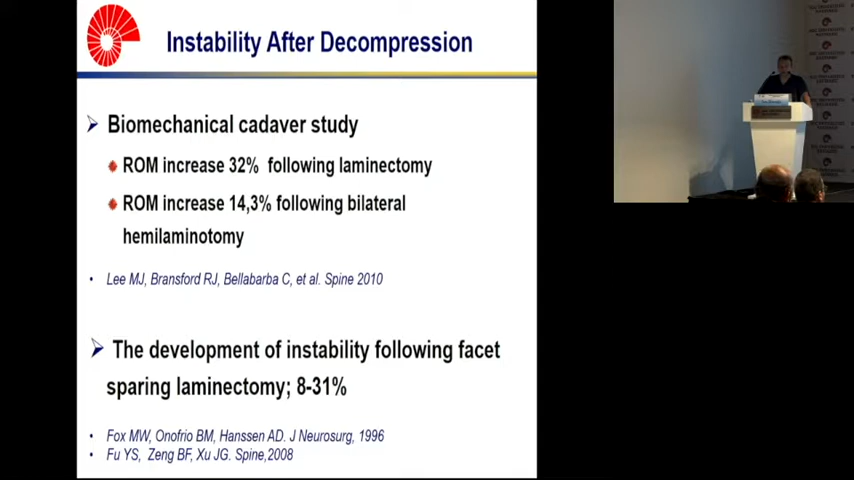 Instability After Decompression
Biomechanical cadaver study
ROM increase 32% following laminectomy
ROM increase 14,3% following bilateral
hemilaminotomy
• Lee MJ, Bransford RJ, Bellabarba C, et al. Spine 2010
The development of instability following facet
sparing laminectomy; 8-31%
• Fox MW, Onofrio BM, Hanssen AD. J Neurosurg, 1996
• Fu YS, Zeng BF, Xu JG. Spine,2008